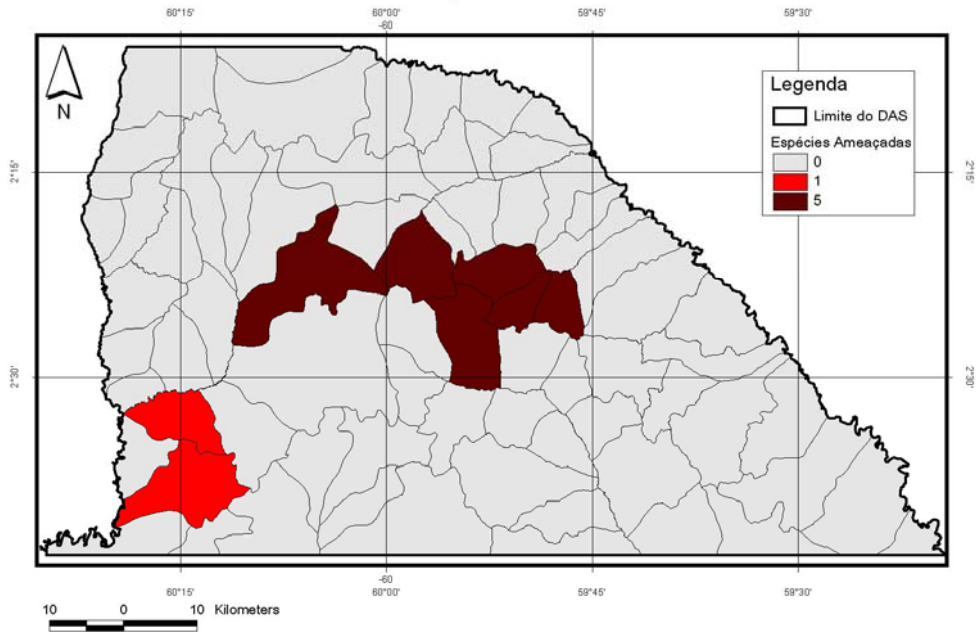 60°15' 60°00' 59°45' 59°30'
-60
N
Legenda
Limite do DAS
Espécies Ameaçadas
0
1
5
2°15' 2°15'
2°30' 2°30'
-60
60°15' 60°00' 59°45' 59°30'
10 0 10 Kilometers